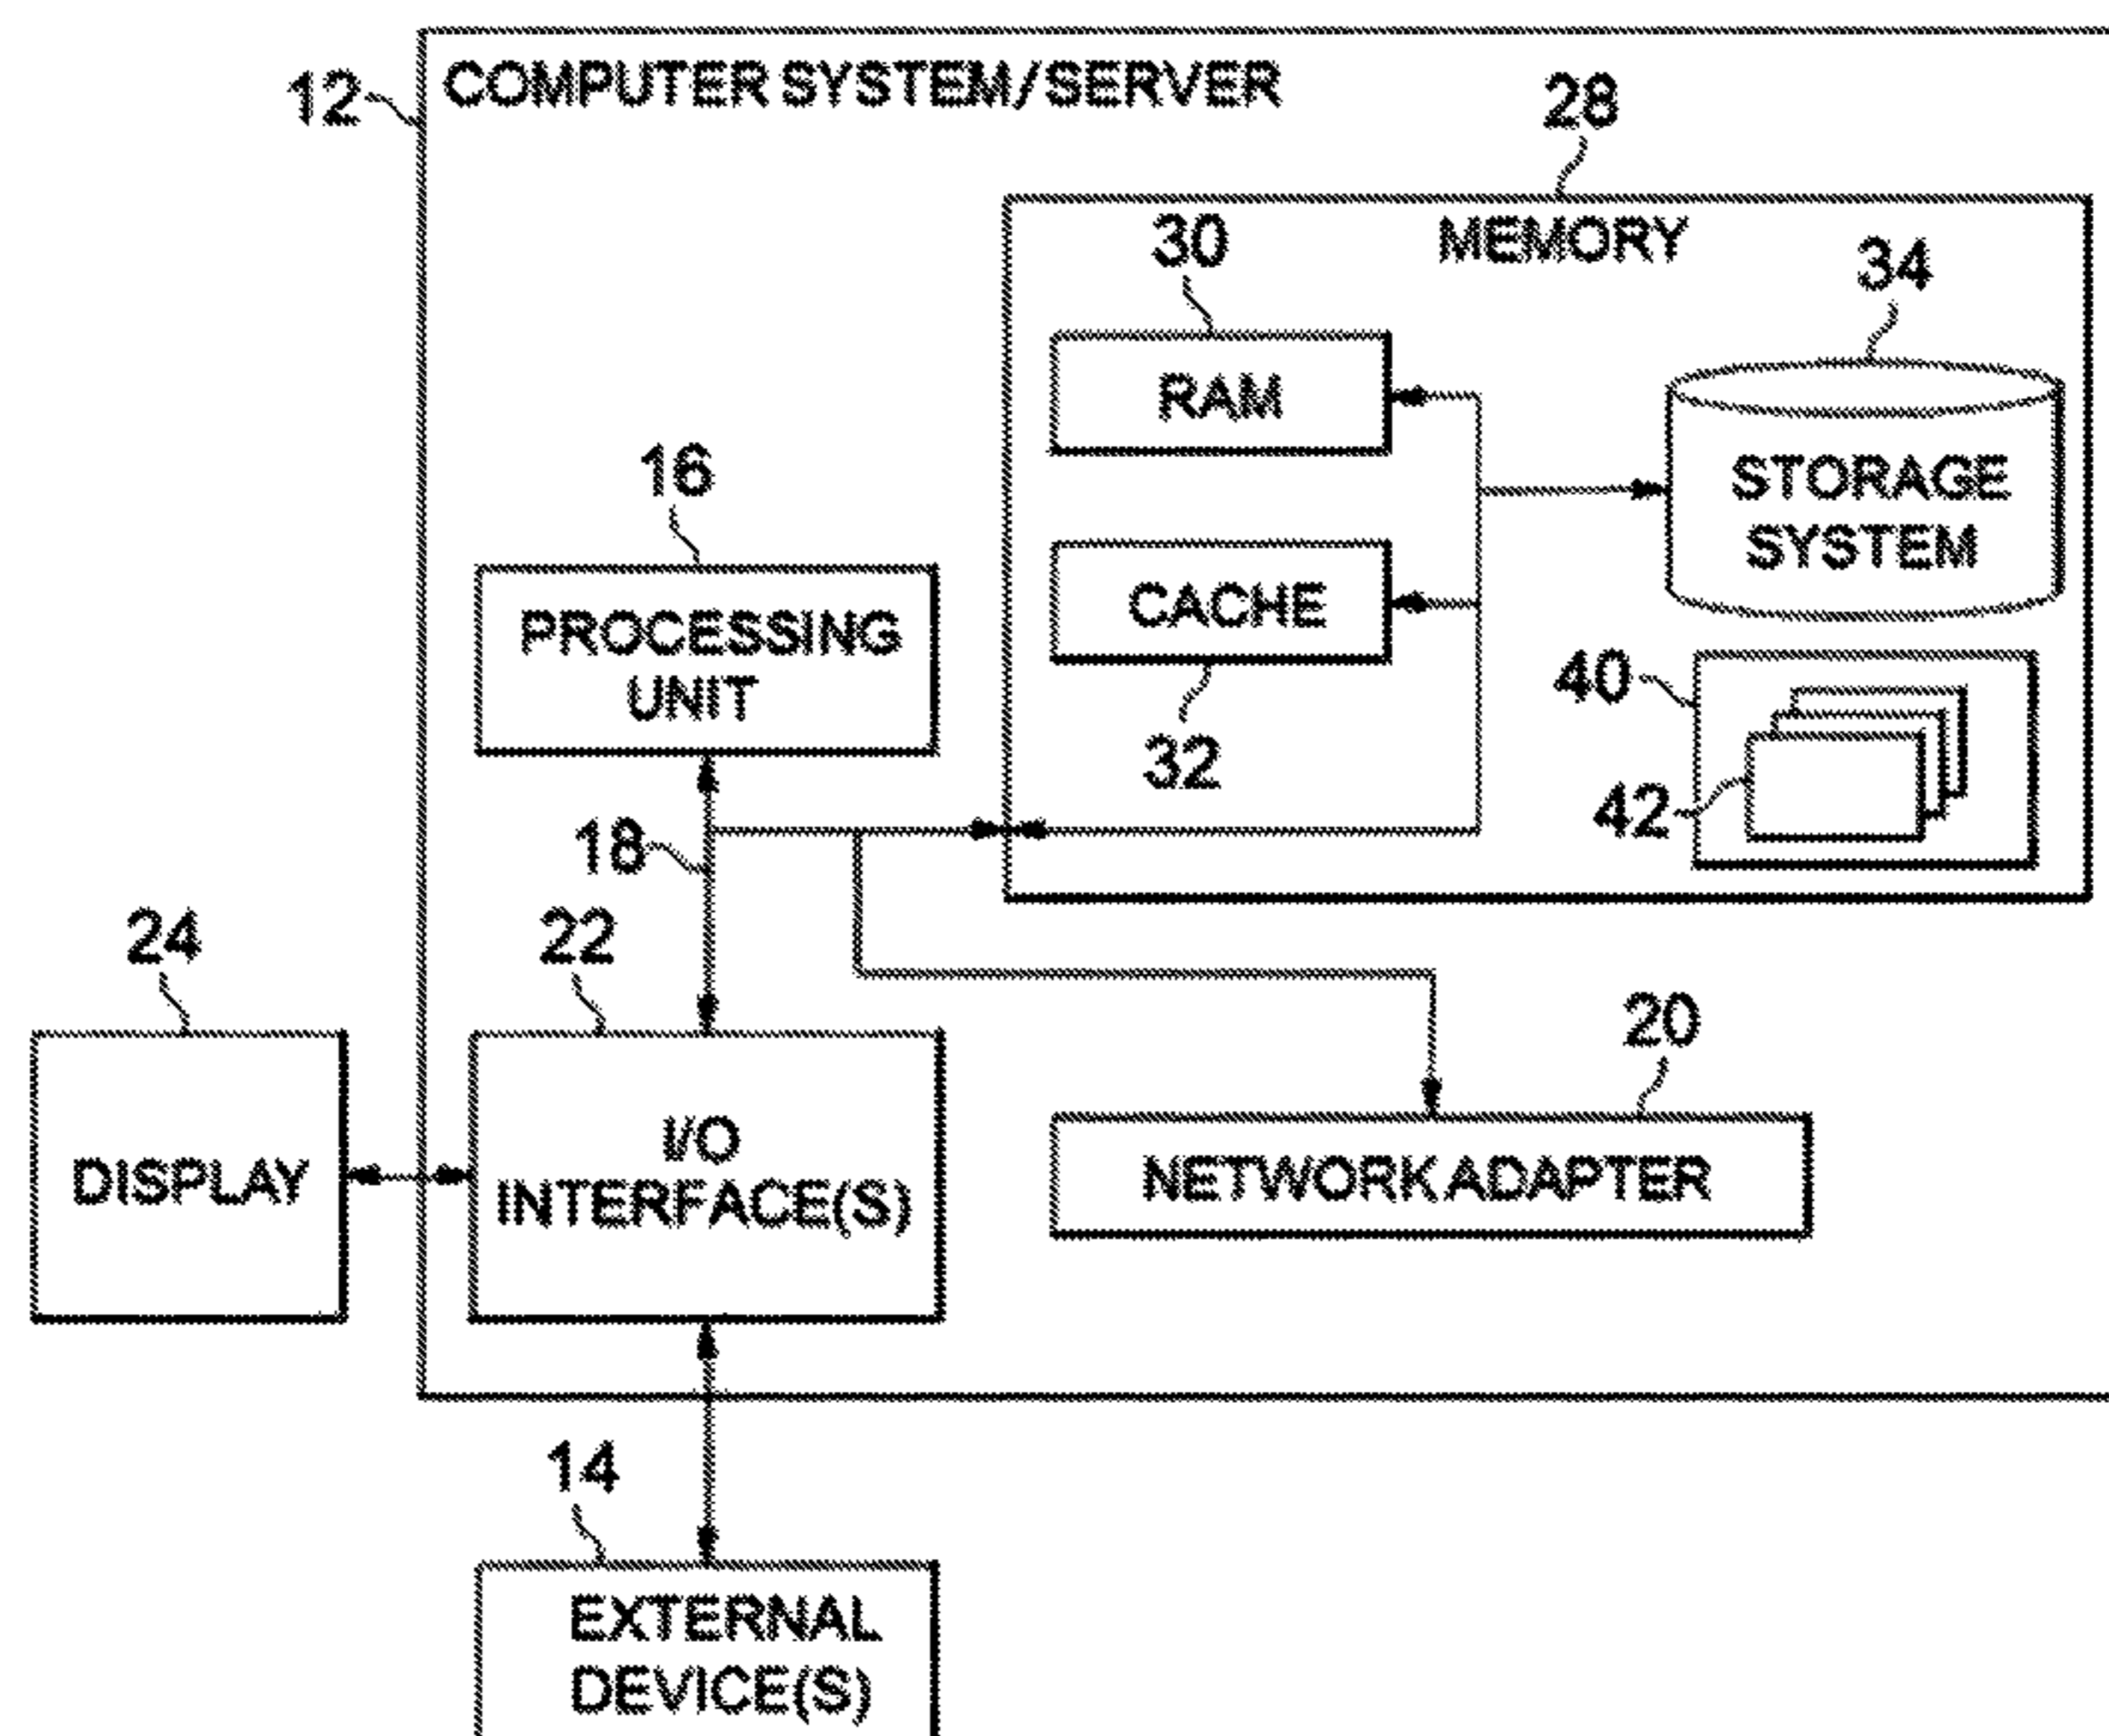 12
COMPUTER SYSTEM/SERVER
28
MEMORY
30
34
RAM
STORAGE
SYSTEM
16
PROCESSING
UNIT
CACHE
32
40
42
18
24
22
20
DISPLAY
I/O
INTERFACE(S)
NETWORK ADAPTER
14
EXTERNAL
DEVICE(S)